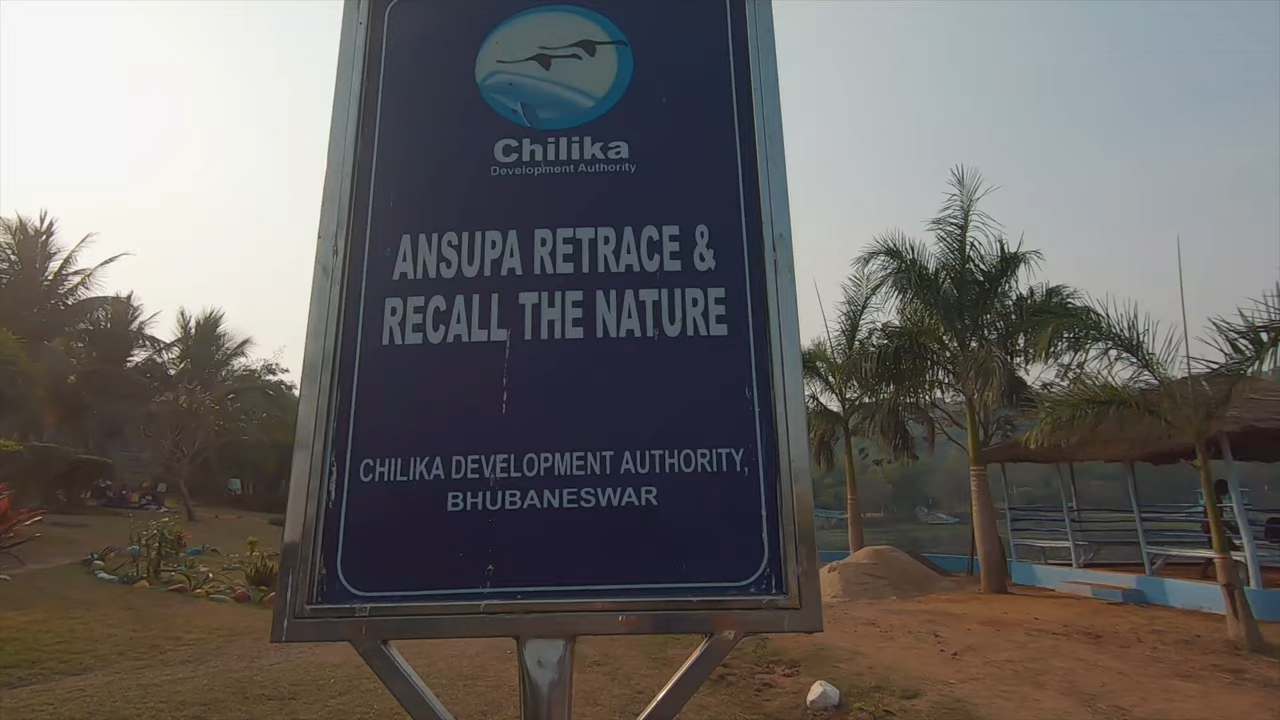 Chilika
Development Authority
ANSUPA RETRACE &
RECALL THE NATURE
CHILIKA DEVELOPMENT AUTHORITY,
BHUBANESWAR